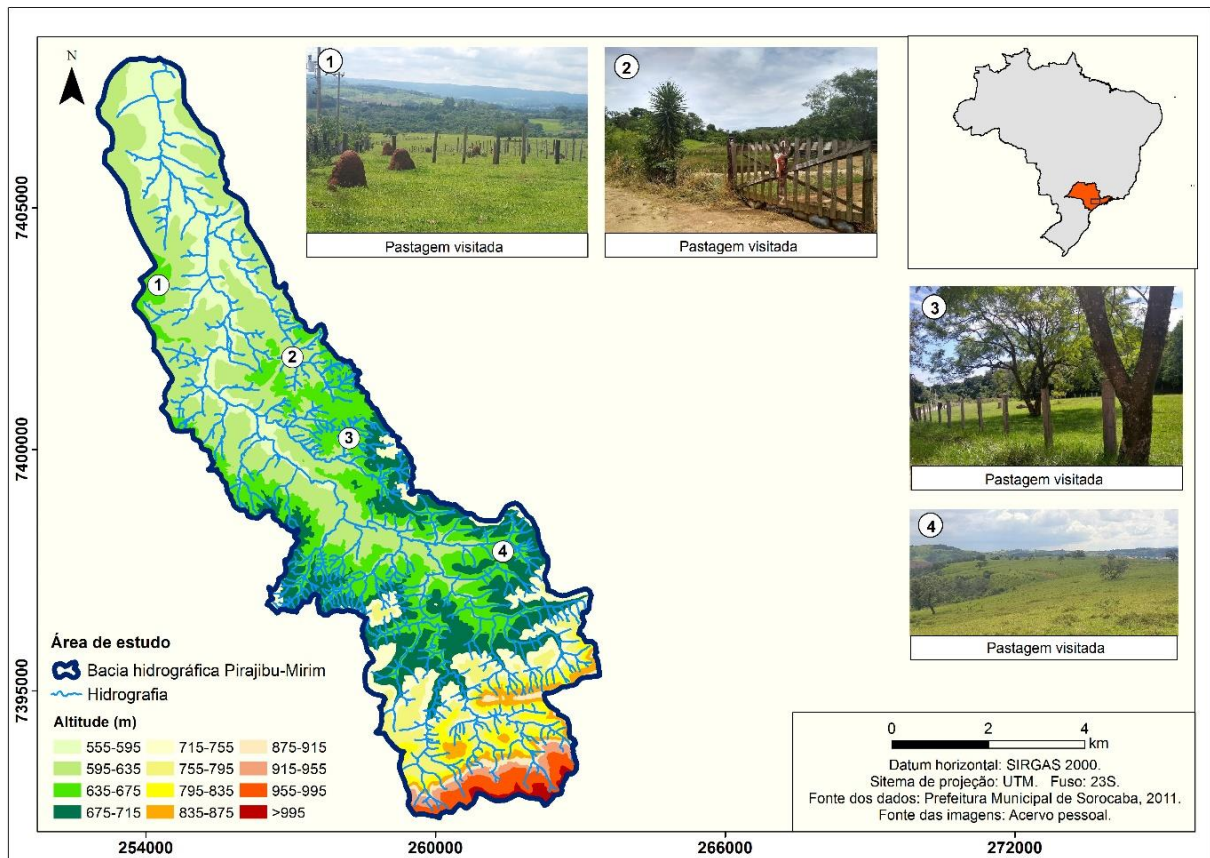 N
1
Pastagem visitada
2
Pastagem visitada
3
Pastagem visitada
4
Pastagem visitada
1
2
3
4
7405000
7400000
7395000
254000
260000
266000
272000
Área de estudo
Bacia hidrográfica Pirajibu-Mirim
Hidrografia
Altitude (m)
555-595
595-635
635-675
675-715
715-755
755-795
795-835
835-875
875-915
915-955
955-995
>995
0 2 4
km
Datum horizontal: SIRGAS 2000.
Sitema de projeção: UTM. Fuso: 23S.
Fonte dos dados: Prefeitura Municipal de Sorocaba, 2011.
Fonte das imagens: Acervo pessoal.